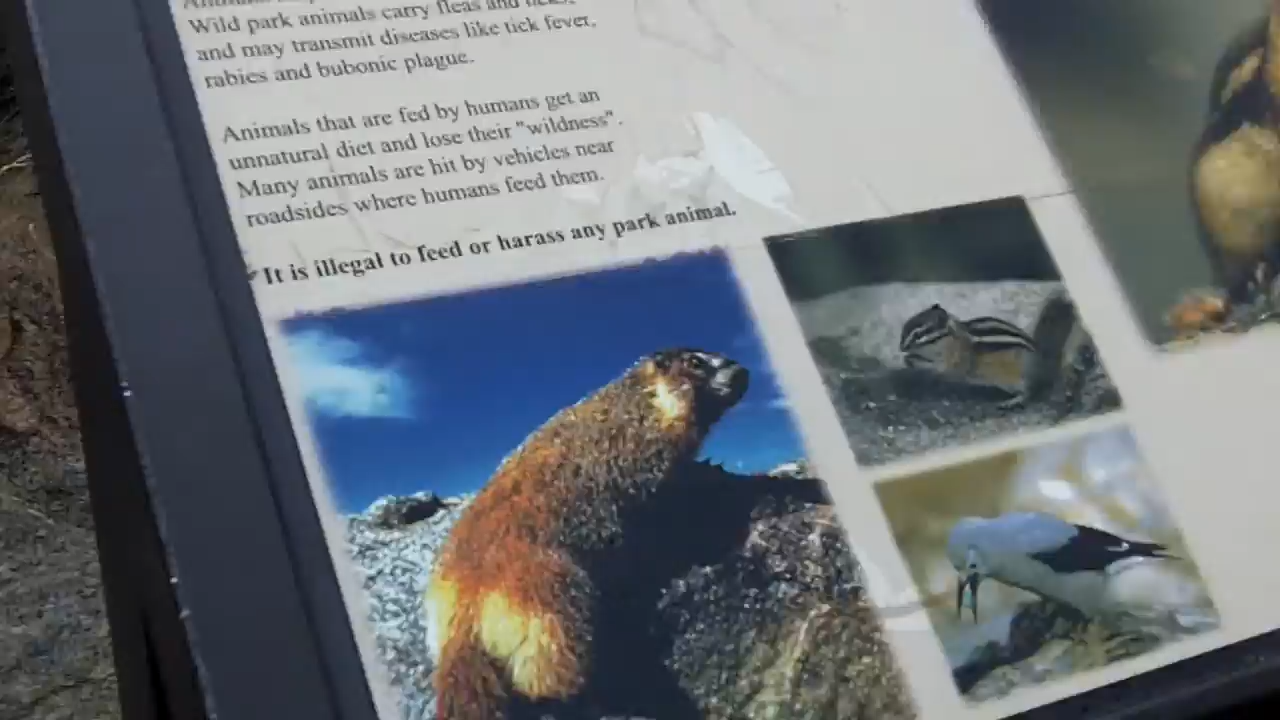 Wild park animals carry fleas and ticks,
and may transmit diseases like tick fever,
rabies and bubonic plague.
Animals that are fed by humans get an
unnatural diet and lose their "wildness".
Many animals are hit by vehicles near
roadsides where humans feed them.
It is illegal to feed or harass any park animal.